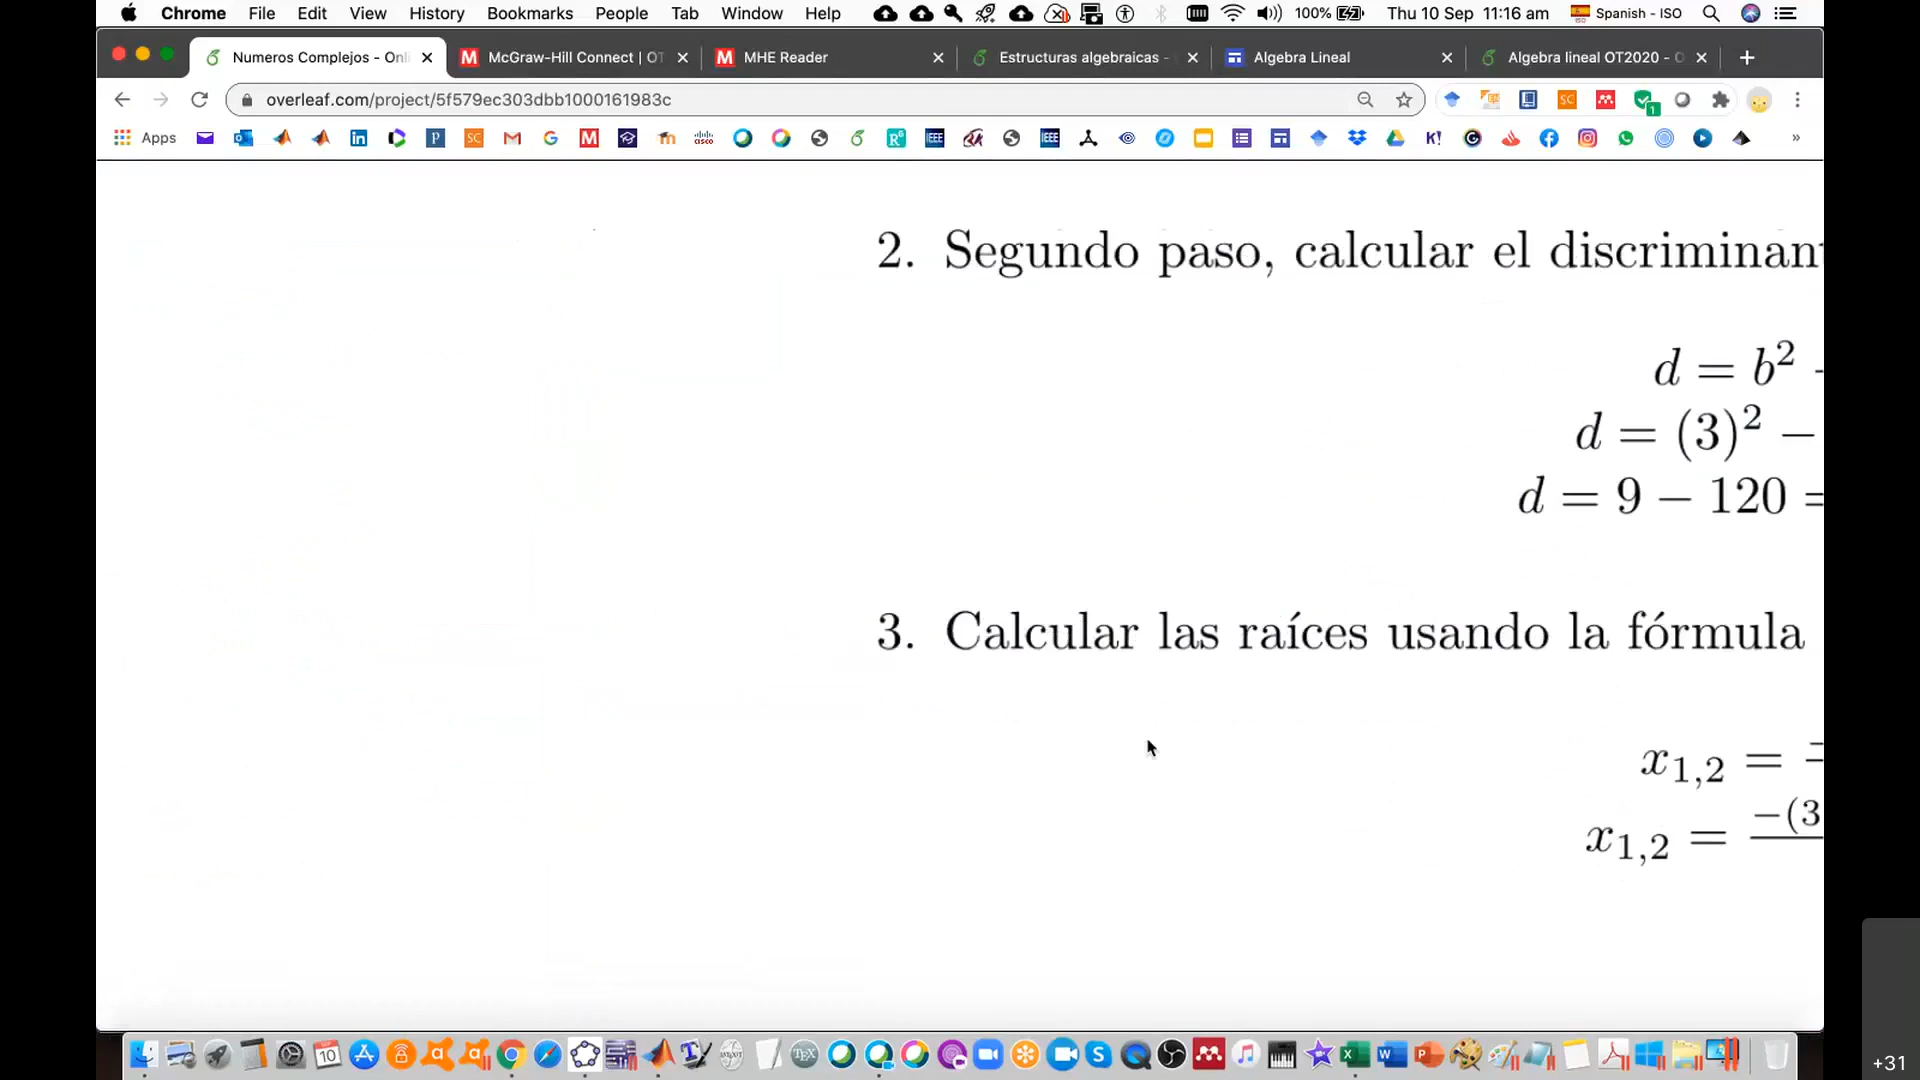 Chrome File Edit View History Bookmarks People Tab Window Help 100% Thu 10 Sep 11:16 am Spanish - ISO
Numeros Complejos - Onli McGraw-Hill Connect | OT MHE Reader Estructuras algebraicas - Algebra Lineal Algebra lineal OT2020 - O
overleaf.com/project/5f579ec303dbb1000161983c
Apps
2. Segundo paso, calcular el discriminan
d = b² -
d = (3)² −
d = 9 − 120 =
3. Calcular las raíces usando la fórmula
x₁,₂ = −
x₁,₂ = −(3
+31